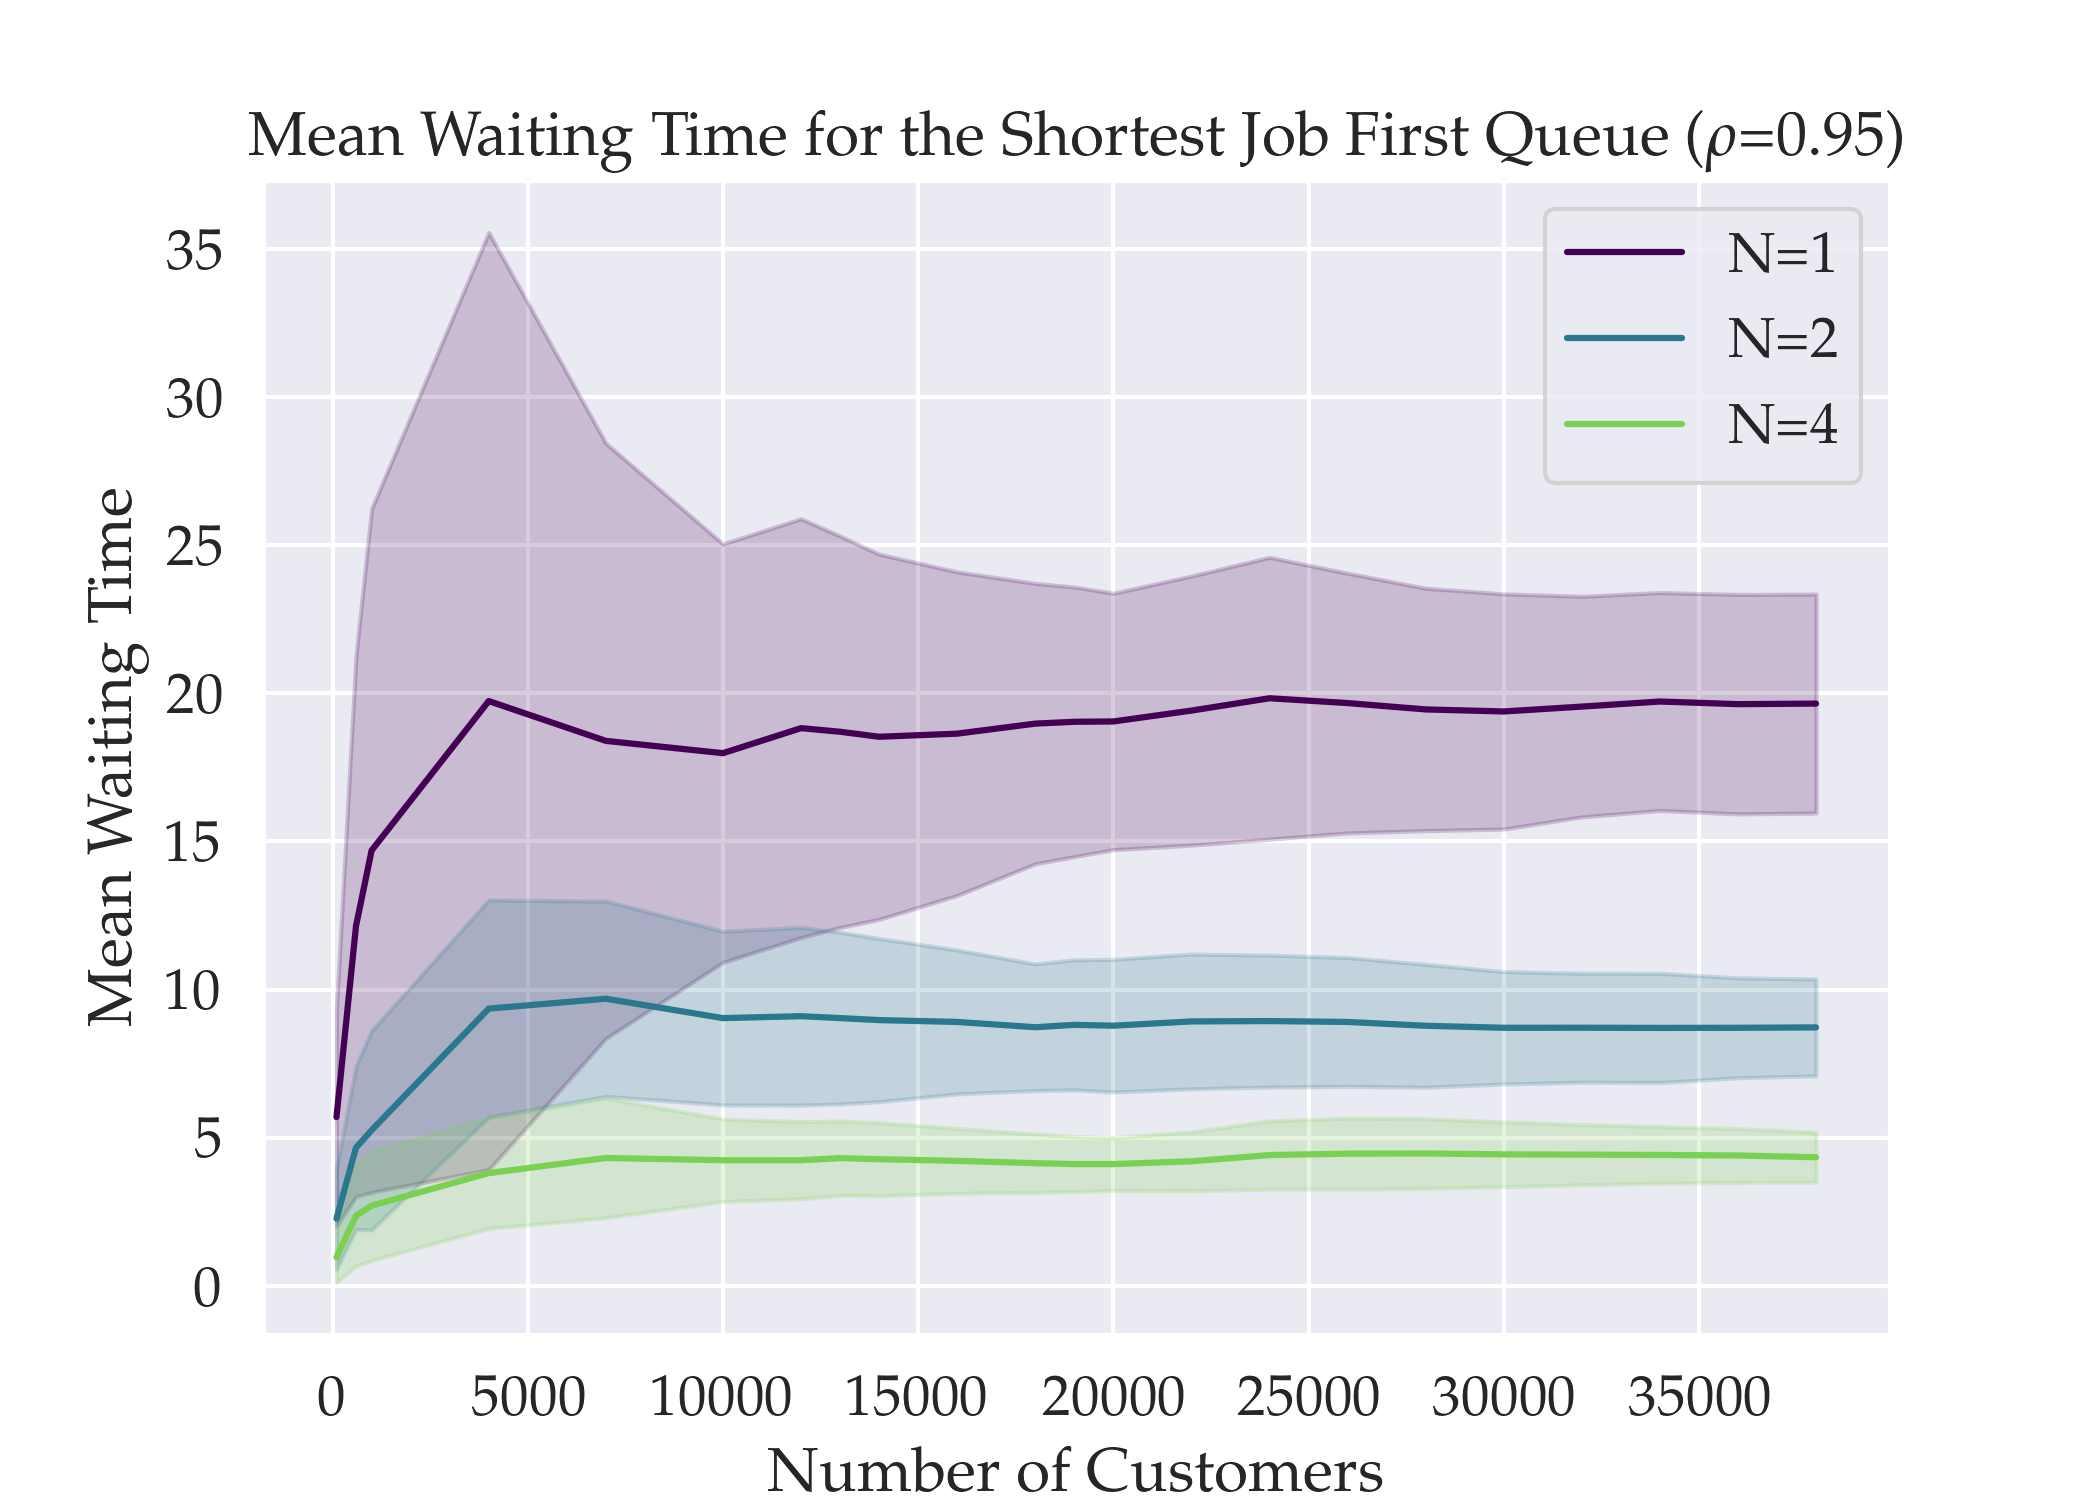 Mean Waiting Time for the Shortest Job First Queue (ρ=0.95)
N=1
N=2
N=4
Mean Waiting Time
35
30
25
20
15
10
5
0
0 5000 10000 15000 20000 25000 30000 35000
Number of Customers